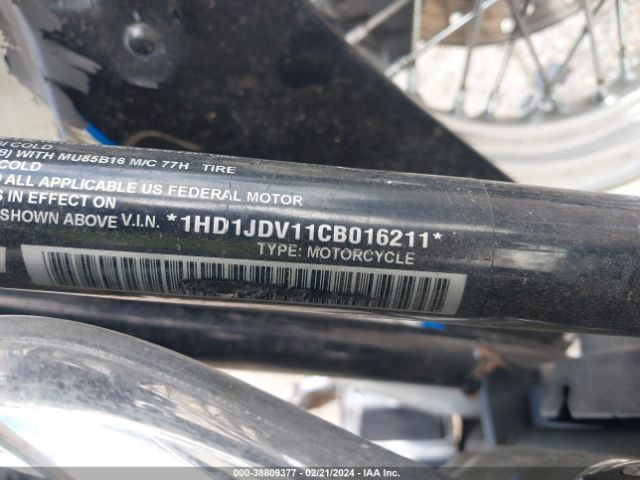 COLD
B) WITH MU85B16 M/C 77H TIRE
COLD
ALL APPLICABLE US FEDERAL MOTOR
S IN EFFECT ON
SHOWN ABOVE V.I.N. *1HD1JDV11CB016211*
TYPE: MOTORCYCLE
000-38809377 - 02/21/2024 - IAA Inc.